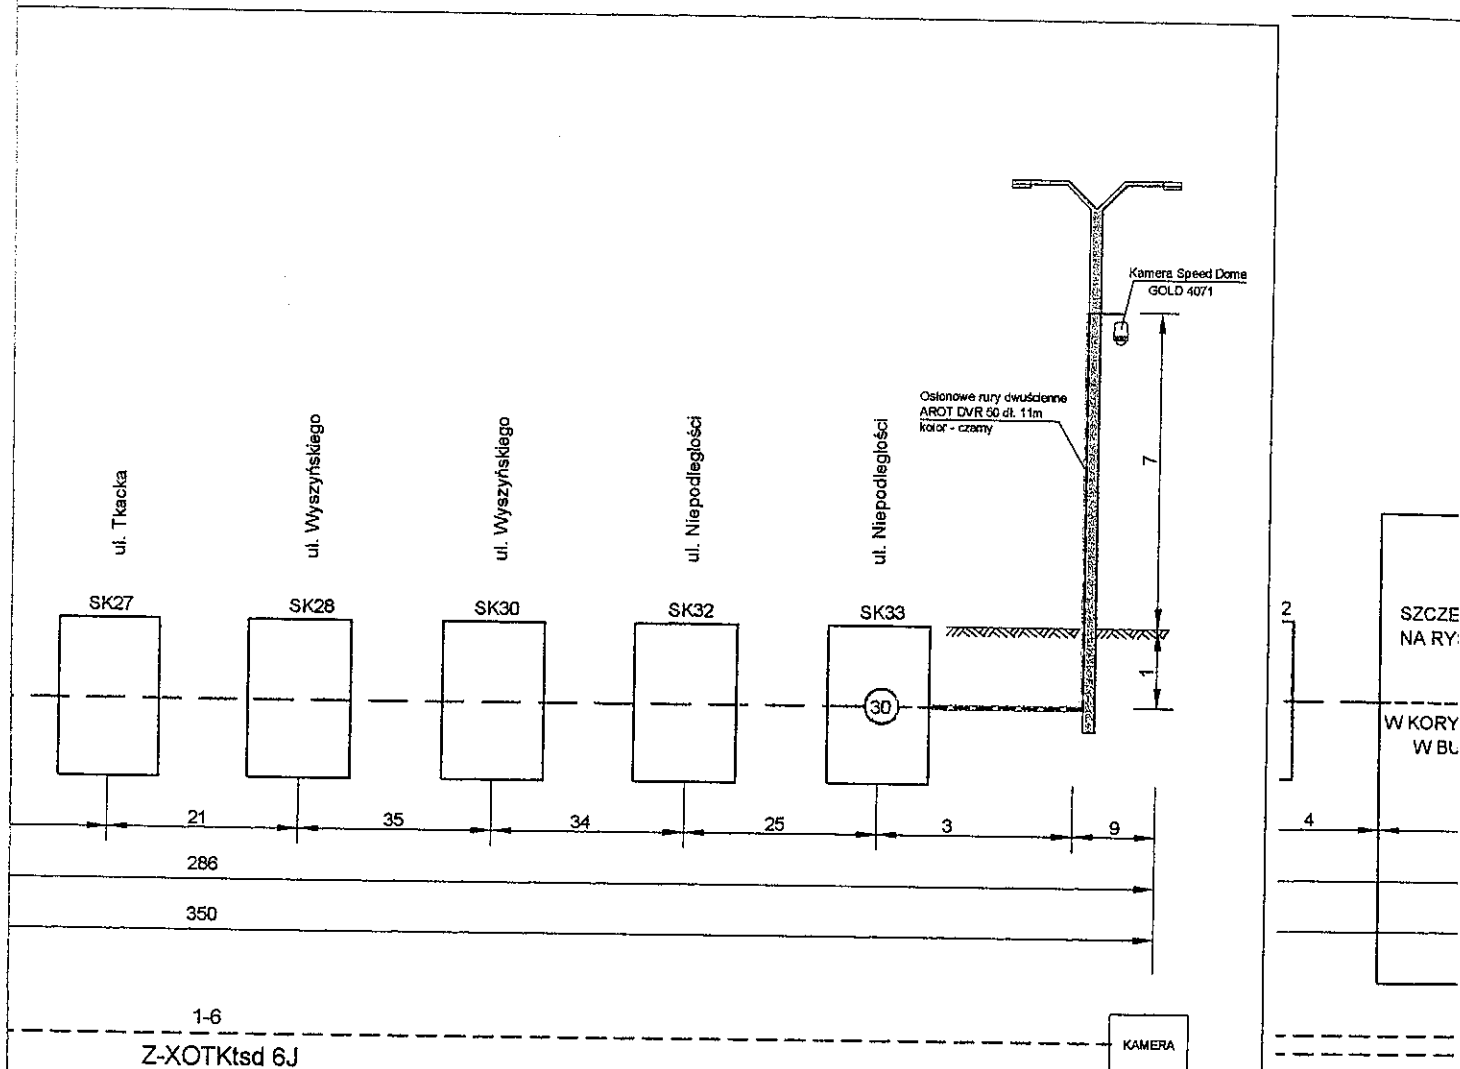 Kamera Speed Dome
GOLD 4071
Osłonowe rury dwuścienne
AROT DVR 50 dł. 11m
kolor - czarny
7
ul. Tkacka
ul. Wyszyńskiego
ul. Wyszyńskiego
ul. Niepodległości
ul. Niepodległości
SK27
SK28
SK30
SK32
SK33
2
SZCZE
NA RYS
1
30
W KORY
W BU
21
35
34
25
3
9
4
286
350
1-6
Z-XOTKtsd 6J
KAMERA